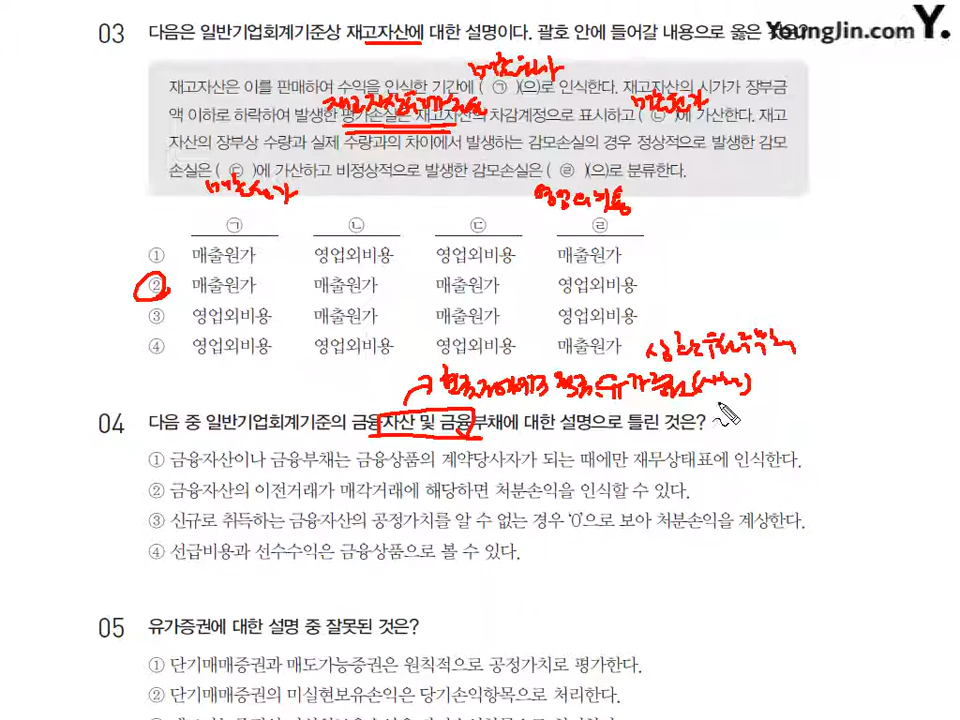 YoungJin.com Y.
03 다음은 일반기업회계기준상 재고자산에 대한 설명이다. 괄호 안에 들어갈 내용으로 옳은 것은?
매출원가
재고자산은 이를 판매하여 수익을 인식한 기간에 ( ㉠ )(으)로 인식한다. 재고자산의 시가가 장부금
재고자산평가손실 매출원가
액 이하로 하락하여 발생한 평가손실은 재고자산의 차감계정으로 표시하고 ( ㉡ )에 가산한다. 재고
자산의 장부상 수량과 실제 수량과의 차이에서 발생하는 감모손실의 경우 정상적으로 발생한 감모
손실은 ( ㉢ )에 가산하고 비정상적으로 발생한 감모손실은 ( ㉣ )(으)로 분류한다.
매출원가 영업외비용
㉠ ㉡ ㉢ ㉣
① 매출원가 영업외비용 영업외비용 매출원가
② 매출원가 매출원가 매출원가 영업외비용
③ 영업외비용 매출원가 매출원가 영업외비용
④ 영업외비용 영업외비용 영업외비용 매출원가
04 다음 중 일반기업회계기준의 금융자산 및 금융부채에 대한 설명으로 틀린 것은?
① 금융자산이나 금융부채는 금융상품의 계약당사자가 되는 때에만 재무상태표에 인식한다.
② 금융자산의 이전거래가 매각거래에 해당하면 처분손익을 인식할 수 있다.
③ 신규로 취득하는 금융자산의 공정가치를 알 수 없는 경우 '0'으로 보아 처분손익을 계상한다.
④ 선급비용과 선수수익은 금융상품으로 볼 수 있다.
05 유가증권에 대한 설명 중 잘못된 것은?
① 단기매매증권과 매도가능증권은 원칙적으로 공정가치로 평가한다.
② 단기매매증권의 미실현보유손익은 당기손익항목으로 처리한다.